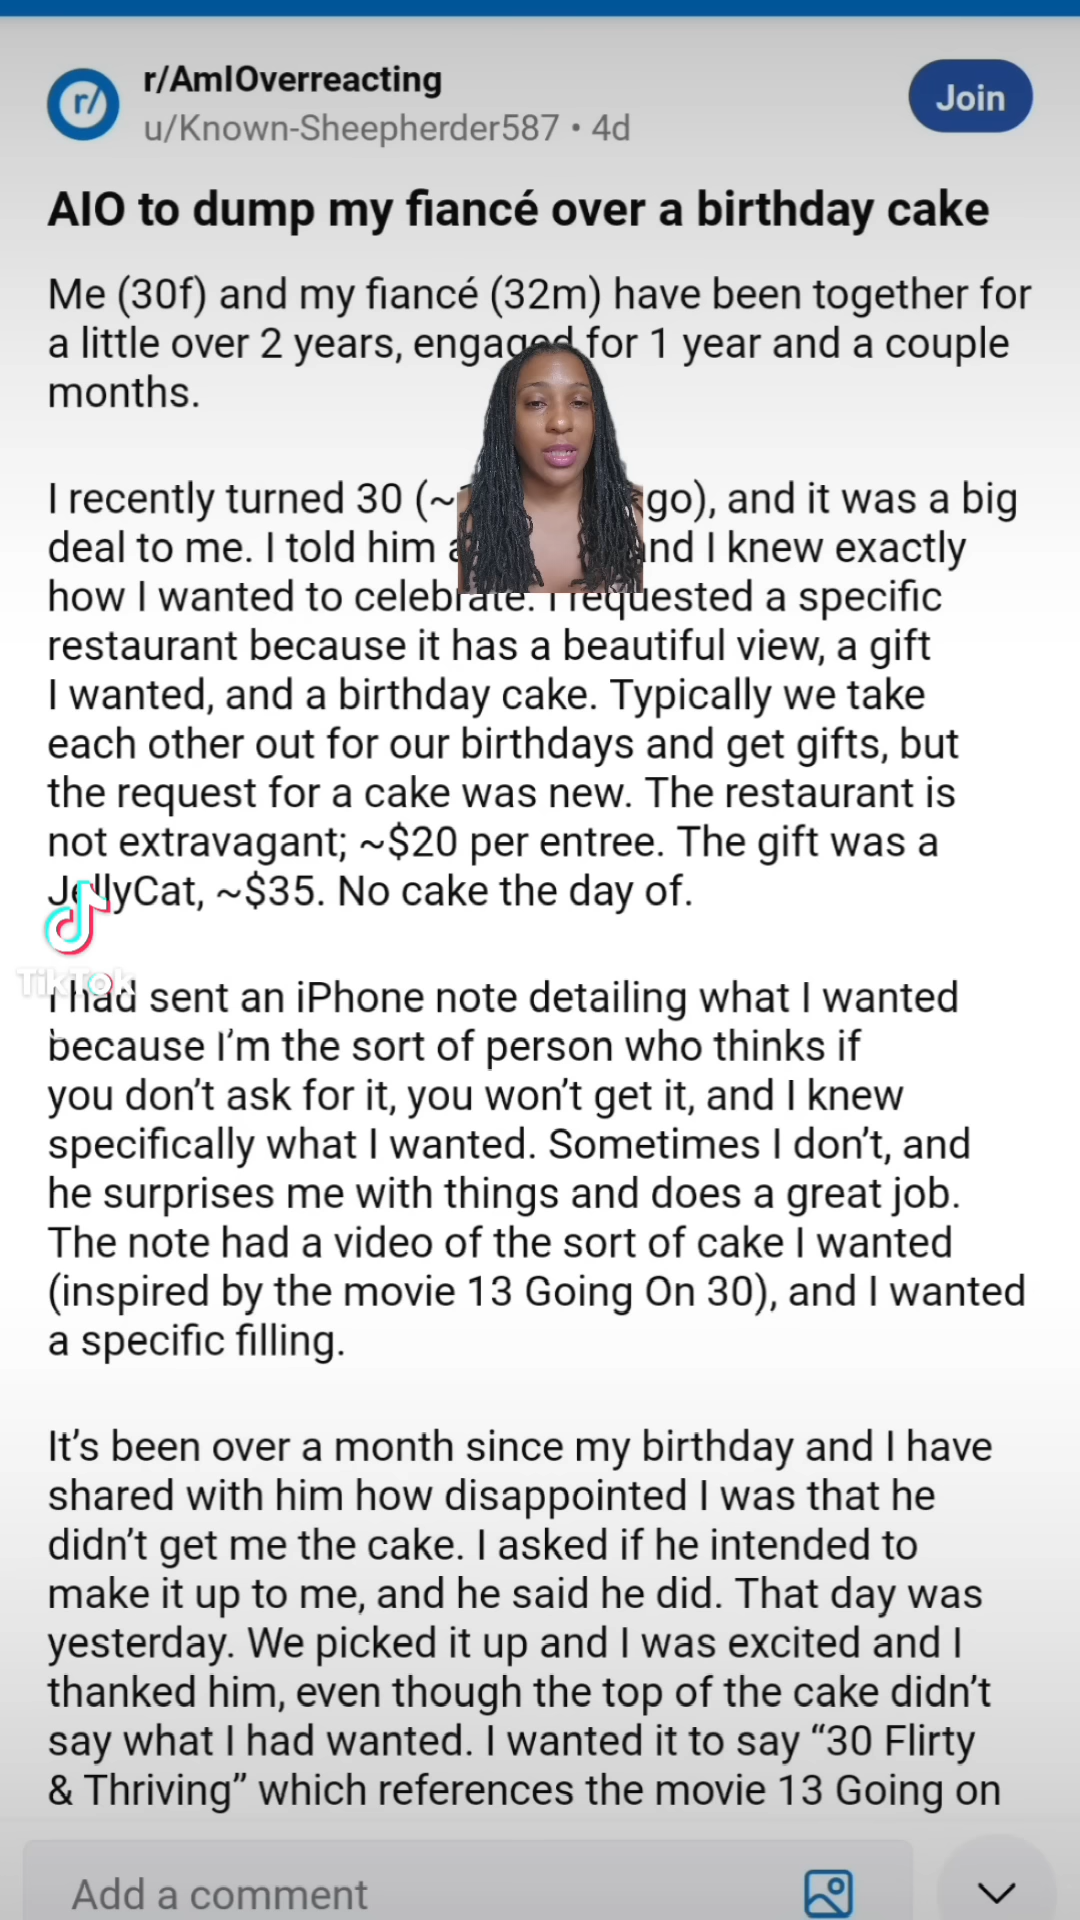 r/AmIOverreacting
r/
Join
u/Known-Sheepherder587 • 4d
AIO to dump my fiancé over a birthday cake
Me (30f) and my fiancé (32m) have been together for
a little over 2 years, engaged for 1 year and a couple
months.
I recently turned 30 (~ go), and it was a big
deal to me. I told him and I knew exactly
how I wanted to celebrate. I requested a specific
restaurant because it has a beautiful view, a gift
I wanted, and a birthday cake. Typically we take
each other out for our birthdays and get gifts, but
the request for a cake was new. The restaurant is
not extravagant; ~$20 per entree. The gift was a
JellyCat, ~$35. No cake the day of.
TikTok
I had sent an iPhone note detailing what I wanted
because I’m the sort of person who thinks if
you don’t ask for it, you won’t get it, and I knew
specifically what I wanted. Sometimes I don’t, and
he surprises me with things and does a great job.
The note had a video of the sort of cake I wanted
(inspired by the movie 13 Going On 30), and I wanted
a specific filling.
It’s been over a month since my birthday and I have
shared with him how disappointed I was that he
didn’t get me the cake. I asked if he intended to
make it up to me, and he said he did. That day was
yesterday. We picked it up and I was excited and I
thanked him, even though the top of the cake didn’t
say what I had wanted. I wanted it to say “30 Flirty
& Thriving” which references the movie 13 Going on
Add a comment